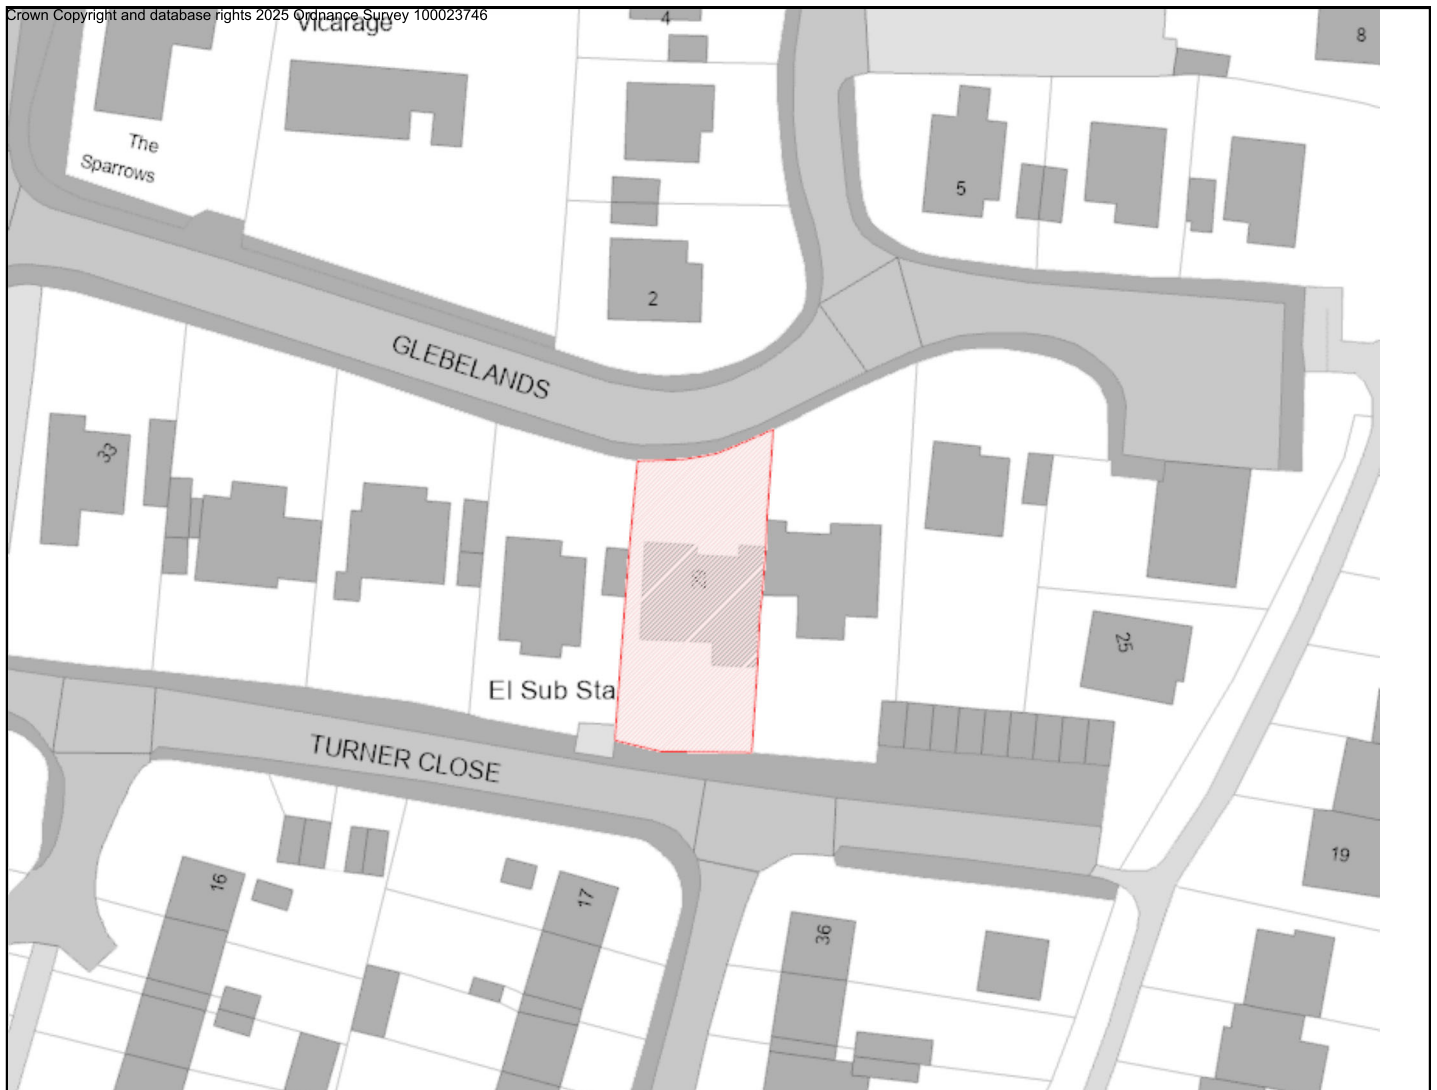 Crown Copyright and database rights 2025 Ordnance Survey 100023746
Vicarage
4
8
The
Sparrows
5
2
GLEBELANDS
33
29
25
El Sub Sta
TURNER CLOSE
19
16
17
36